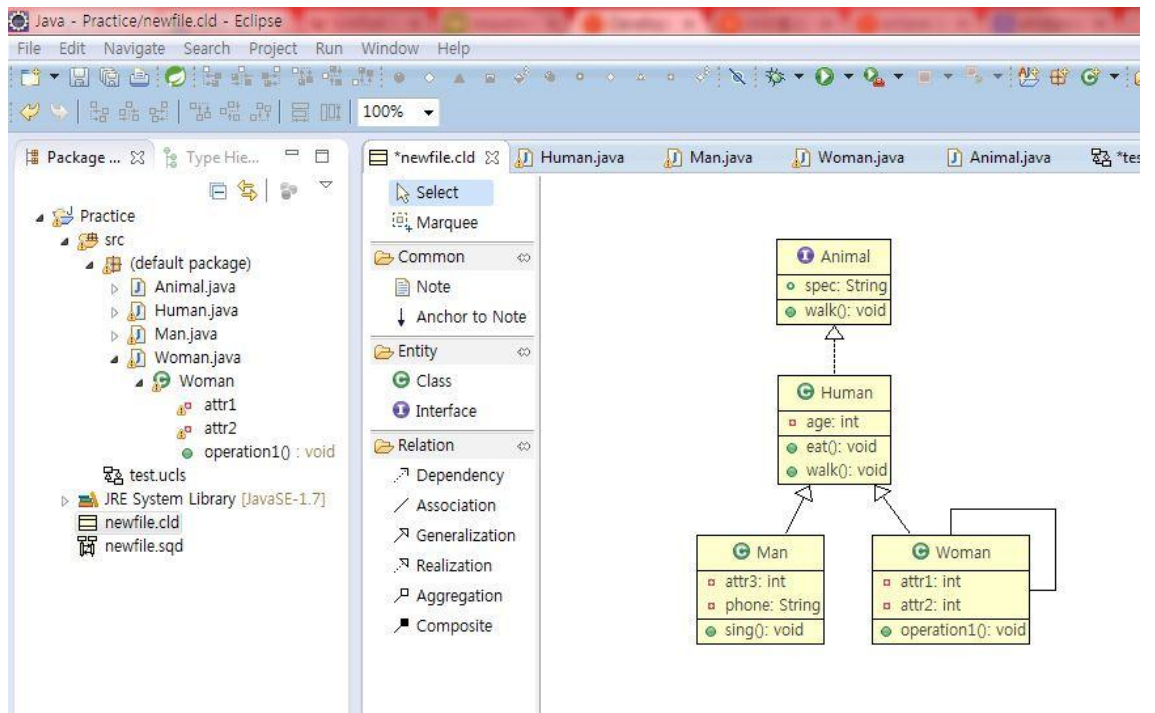 Java - Practice/newfile.cld - Eclipse
File Edit Navigate Search Project Run Window Help
100%
Package ... Type Hie...
*newfile.cld Human.java Man.java Woman.java Animal.java *tes
Practice
src
(default package)
Animal.java
Human.java
Man.java
Woman.java
Woman
attr1
attr2
operation1() : void
test.ucls
JRE System Library [JavaSE-1.7]
newfile.cld
newfile.sqd
Select
Marquee
Common
Note
Anchor to Note
Entity
Class
Interface
Relation
Dependency
Association
Generalization
Realization
Aggregation
Composite
Animal
spec: String
walk(): void
Human
age: int
eat(): void
walk(): void
Man
attr3: int
phone: String
sing(): void
Woman
attr1: int
attr2: int
operation1(): void